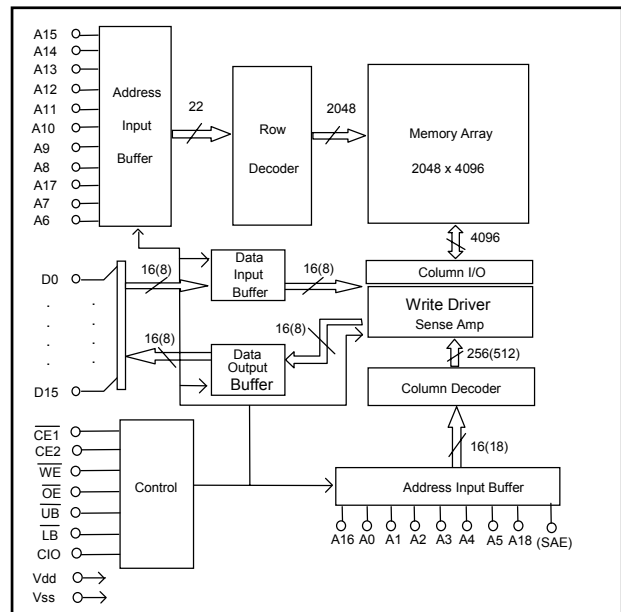 A15
A14
A13
A12
A11
A10
A9
A8
A17
A7
A6
Address
Input
Buffer
22
Row
Decoder
2048
Memory Array
2048 x 4096
4096
D0
.
.
.
.
D15
16(8)
Data
Input
Buffer
16(8)
Column I/O
Write Driver
Sense Amp
16(8)
Data
Output
Buffer
16(8)
256(512)
Column Decoder
16(18)
CE1
CE2
WE
OE
UB
LB
CIO
Vdd
Vss
Control
Address Input Buffer
A16 A0 A1 A2 A3 A4 A5 A18 (SAE)